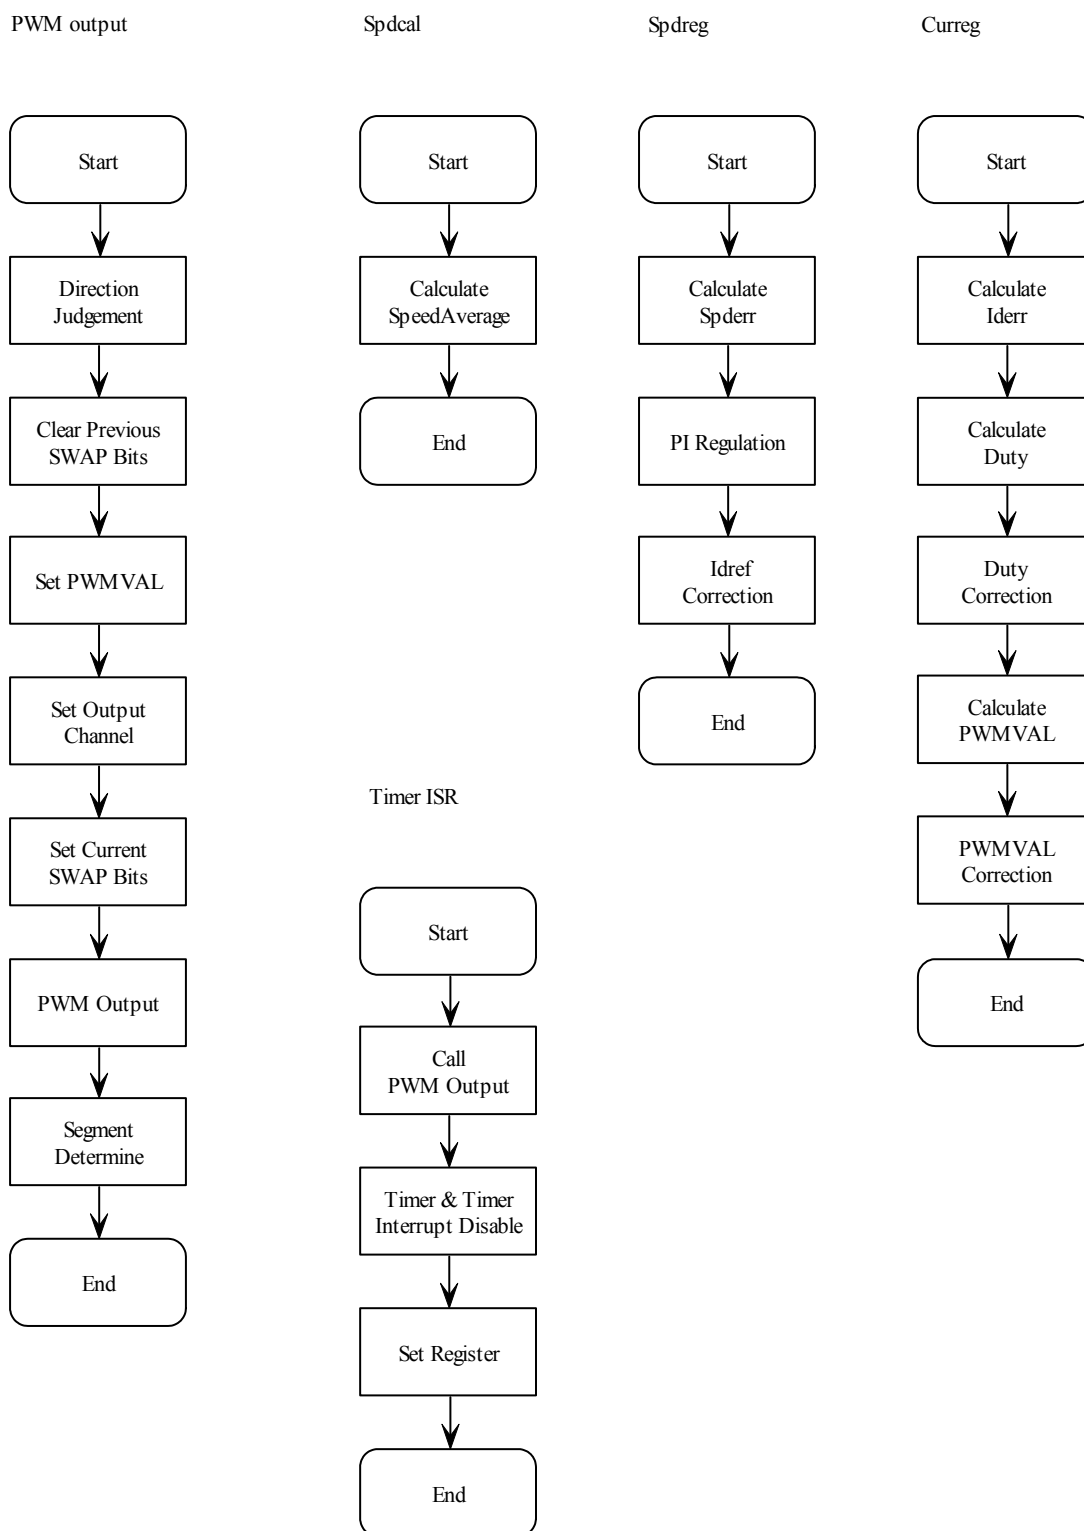 PWM output
Start
Direction
Judgement
Clear Previous
SWAP Bits
Set PWMVAL
Set Output
Channel
Set Current
SWAP Bits
PWM Output
Segment
Determine
End
Spdcal
Start
Calculate
SpeedAverage
End
Timer ISR
Start
Call
PWM Output
Timer & Timer
Interrupt Disable
Set Register
End
Spdreg
Start
Calculate
Spderr
PI Regulation
Idref
Correction
End
Curreg
Start
Calculate
Iderr
Calculate
Duty
Duty
Correction
Calculate
PWMVAL
PWMVAL
Correction
End